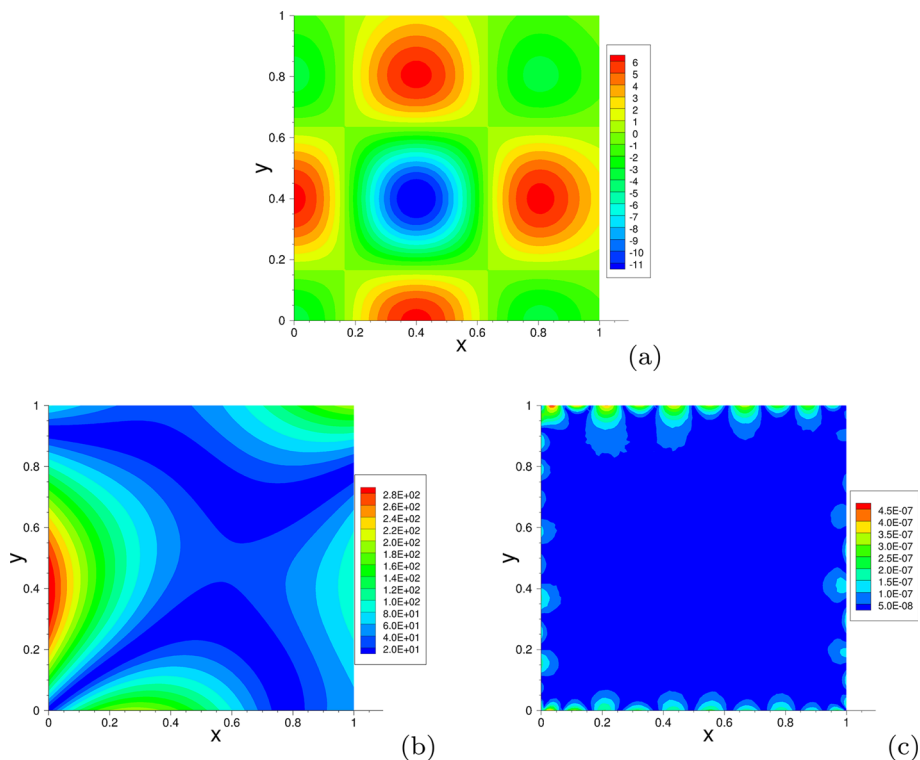 1
0.8
0.6
0.4
0.2
0
y
0
0.2
0.4
0.6
0.8
1
x
6
5
4
3
2
1
0
-1
-2
-4
-5
-6
-7
-8
-9
-10
-11
(a)
1
0.8
0.6
0.4
0.2
0
y
0
0.2
0.4
0.6
0.8
1
x
2.8E+02
2.6E+02
2.4E+02
2.2E+02
2.0E+02
1.8E+02
1.6E+02
1.4E+02
1.2E+02
1.0E+02
8.0E+01
6.0E+01
4.0E+01
2.0E+01
(b)
1
0.8
0.6
0.4
0.2
0
y
0
0.2
0.4
0.6
0.8
1
x
4.5E-07
4.0E-07
3.5E-07
3.0E-07
2.5E-07
2.0E-07
1.5E-07
1.0E-07
5.0E-08
(c)